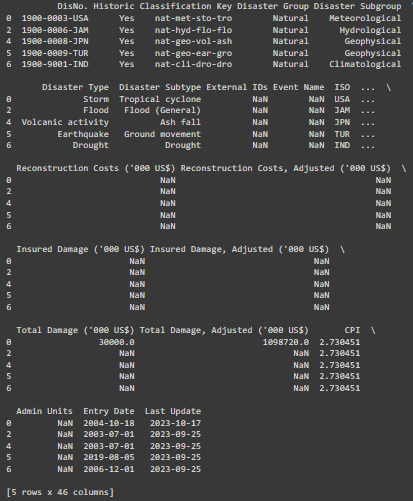 DisNo. Historic Classification Key Disaster Group Disaster Subgroup \
0 1900-0003-USA Yes nat-met-sto-tro Natural Meteorological
2 1900-0006-JAM Yes nat-hyd-flo-flo Natural Hydrological
4 1900-0008-JPN Yes nat-geo-vol-ash Natural Geophysical
5 1900-0009-TUR Yes nat-geo-ear-gro Natural Geophysical
6 1900-9001-IND Yes nat-cli-dro-dro Natural Climatological
Disaster Type Disaster Subtype External IDs Event Name ISO ... \
0 Storm Tropical cyclone NaN NaN USA ...
2 Flood Flood (General) NaN NaN JAM ...
4 Volcanic activity Ash fall NaN NaN JPN ...
5 Earthquake Ground movement NaN NaN TUR ...
6 Drought Drought NaN NaN IND ...
Reconstruction Costs ('000 US$) Reconstruction Costs, Adjusted ('000 US$) \
0 NaN NaN
2 NaN NaN
4 NaN NaN
5 NaN NaN
6 NaN NaN
Insured Damage ('000 US$) Insured Damage, Adjusted ('000 US$) \
0 NaN NaN
2 NaN NaN
4 NaN NaN
5 NaN NaN
6 NaN NaN
Total Damage ('000 US$) Total Damage, Adjusted ('000 US$) CPI \
0 30000.0 1098720.0 2.730451
2 NaN NaN 2.730451
4 NaN NaN 2.730451
5 NaN NaN 2.730451
6 NaN NaN 2.730451
Admin Units Entry Date Last Update
0 NaN 2004-10-18 2023-10-17
2 NaN 2003-07-01 2023-09-25
4 NaN 2003-07-01 2023-09-25
5 NaN 2019-08-05 2023-09-25
6 NaN 2006-12-01 2023-09-25
[5 rows x 46 columns]